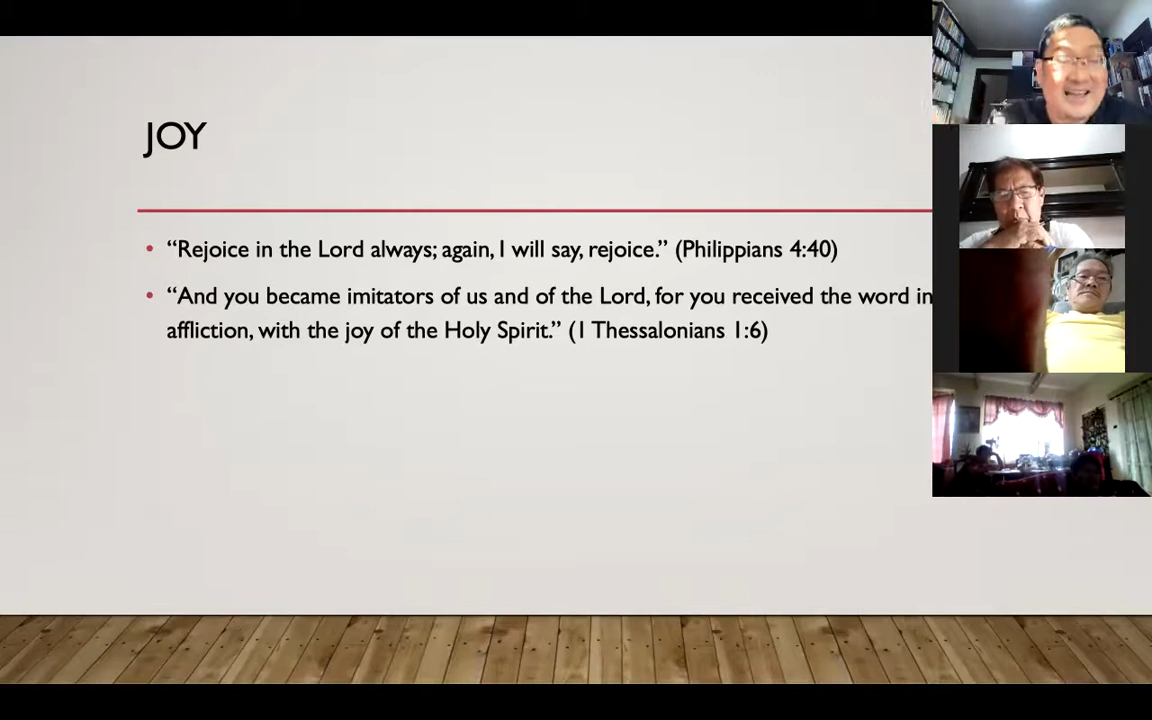 JOY
• “Rejoice in the Lord always; again, I will say, rejoice.” (Philippians 4:40)
• “And you became imitators of us and of the Lord, for you received the word in
affliction, with the joy of the Holy Spirit.” (1 Thessalonians 1:6)